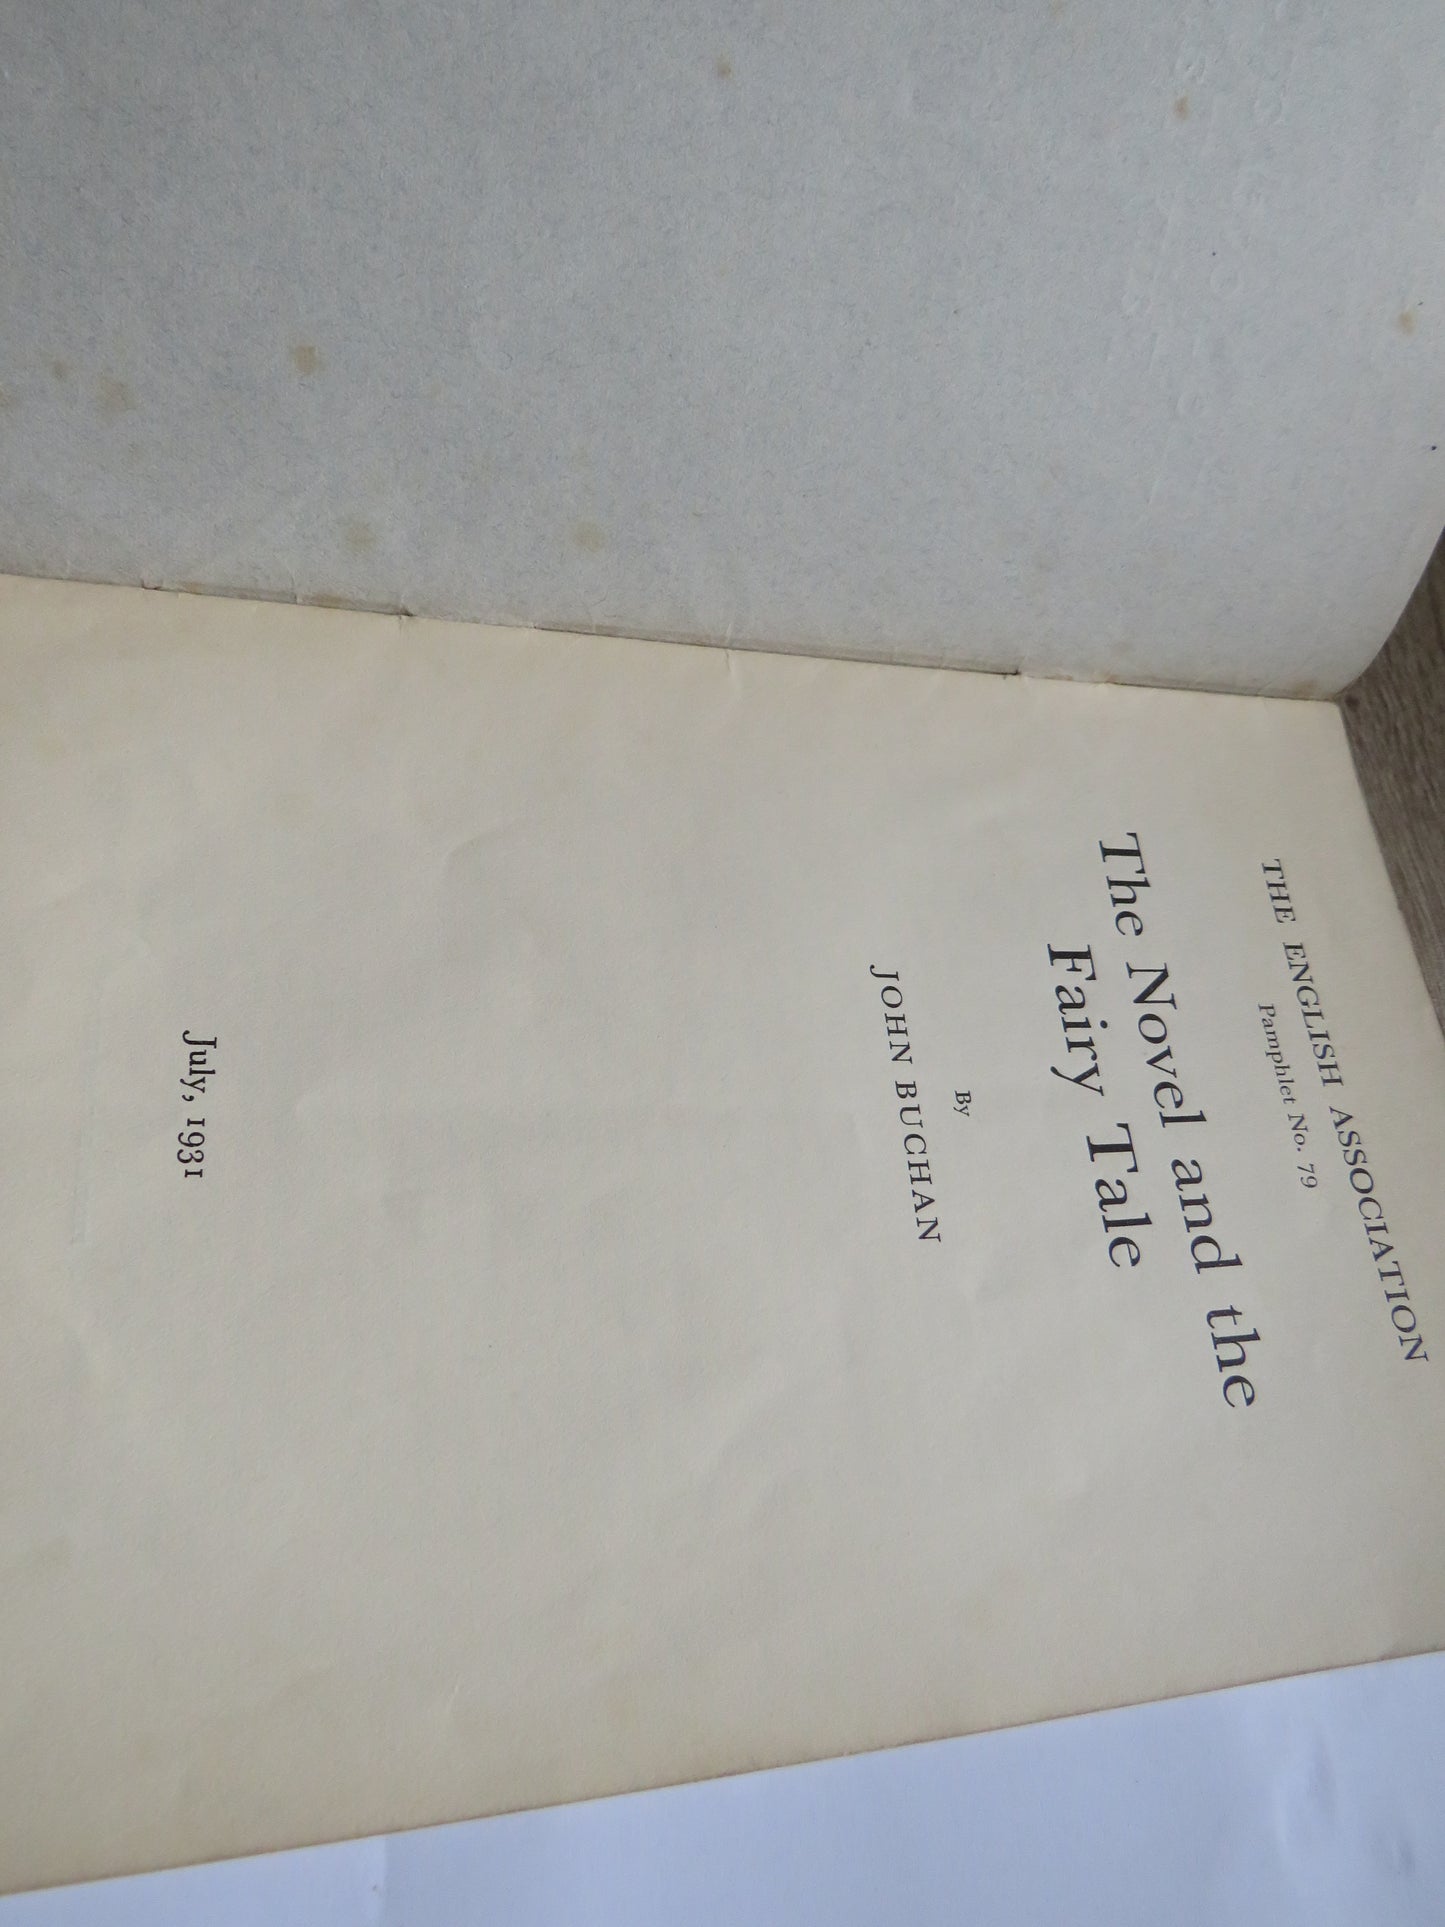 THE ENGLISH ASSOCIATION
Pamphlet No. 79
The Novel and the
Fairy Tale
By
JOHN BUCHAN
July, 1931